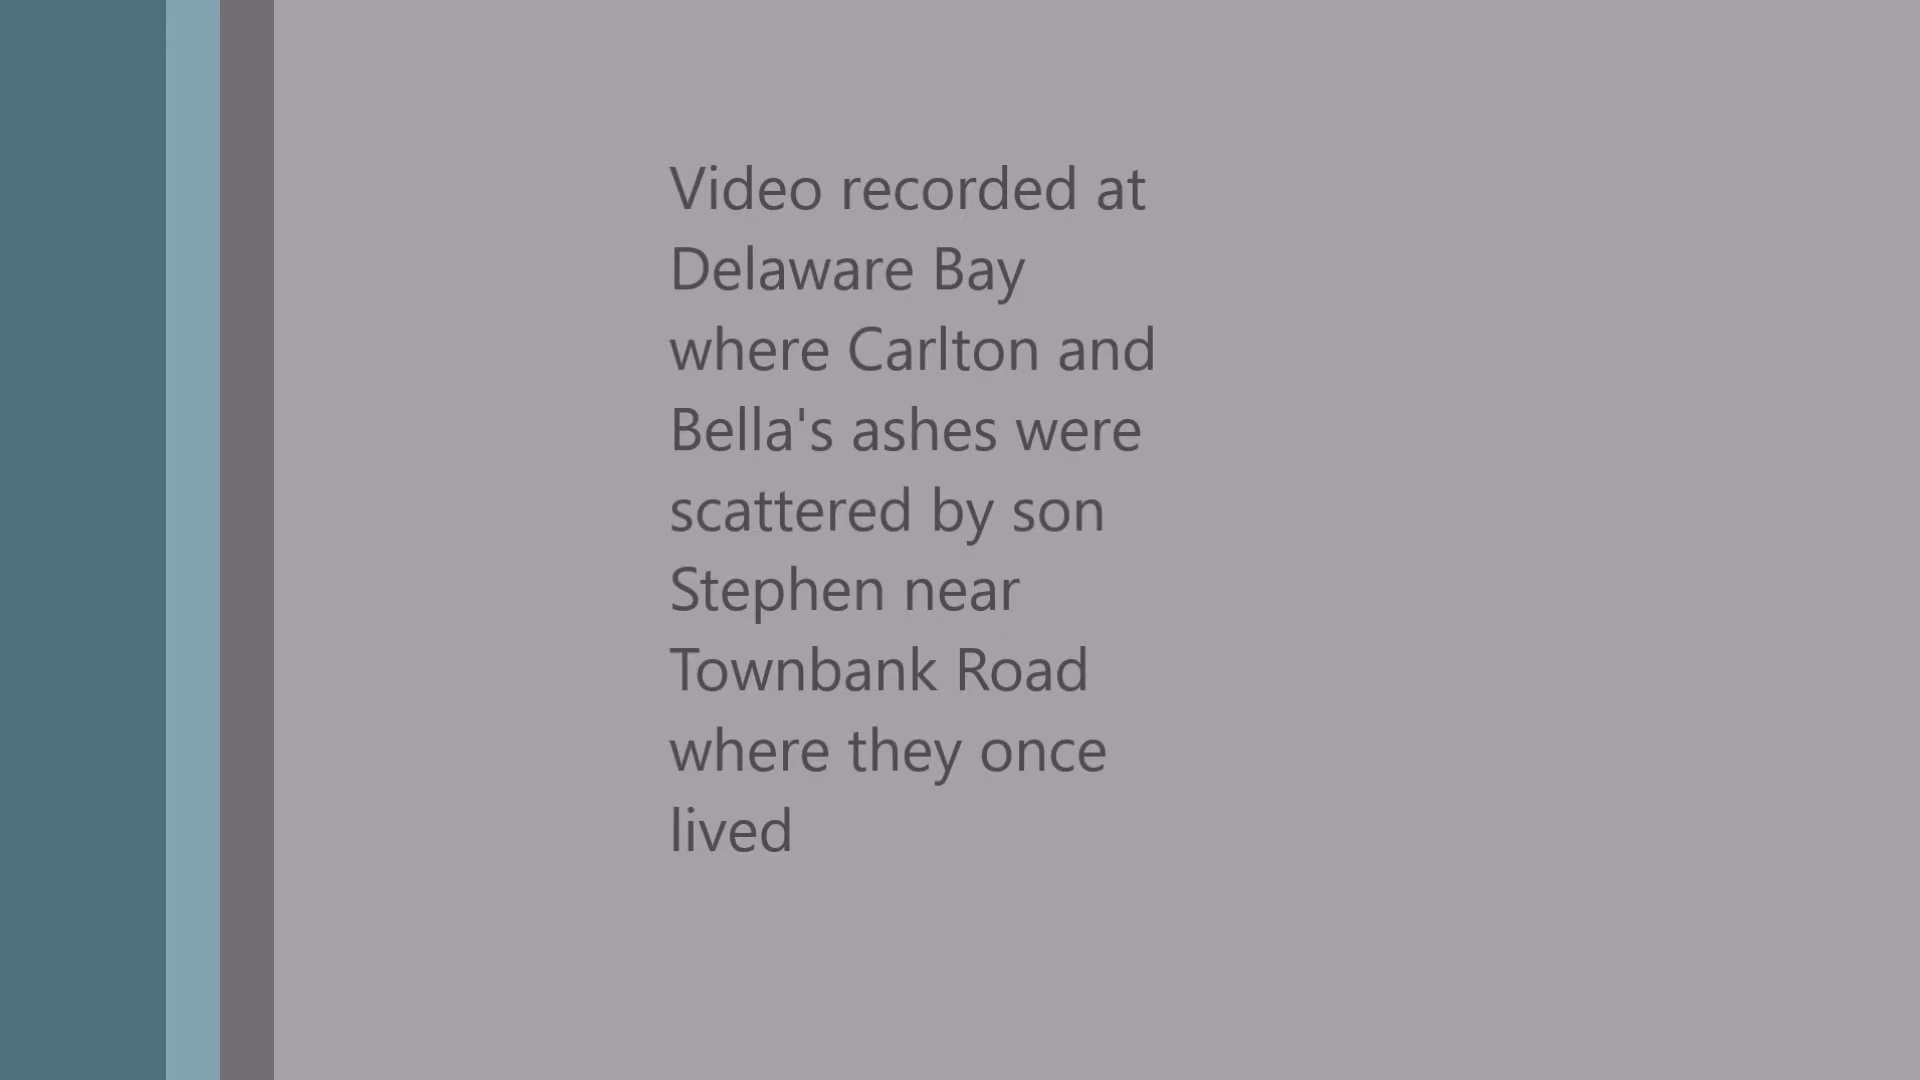 Video recorded at
Delaware Bay
where Carlton and
Bella's ashes were
scattered by son
Stephen near
Townbank Road
where they once
lived